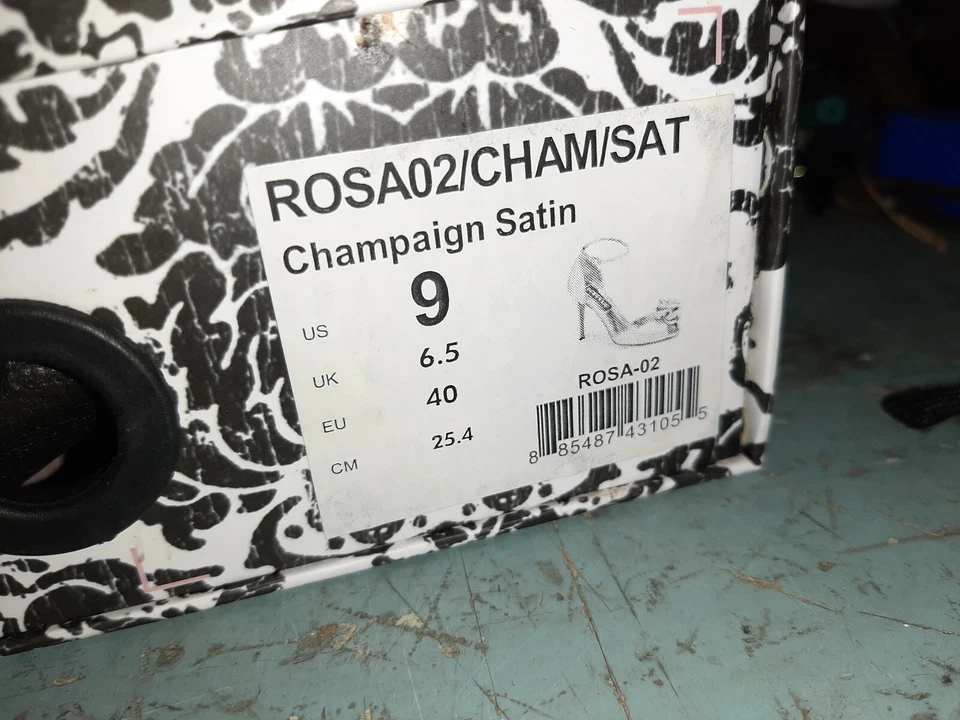 ROSA02/CHAM/SAT
Champaign Satin
US 9
UK 6.5
EU 40
CM 25.4
ROSA-02
8 85487 43105 5